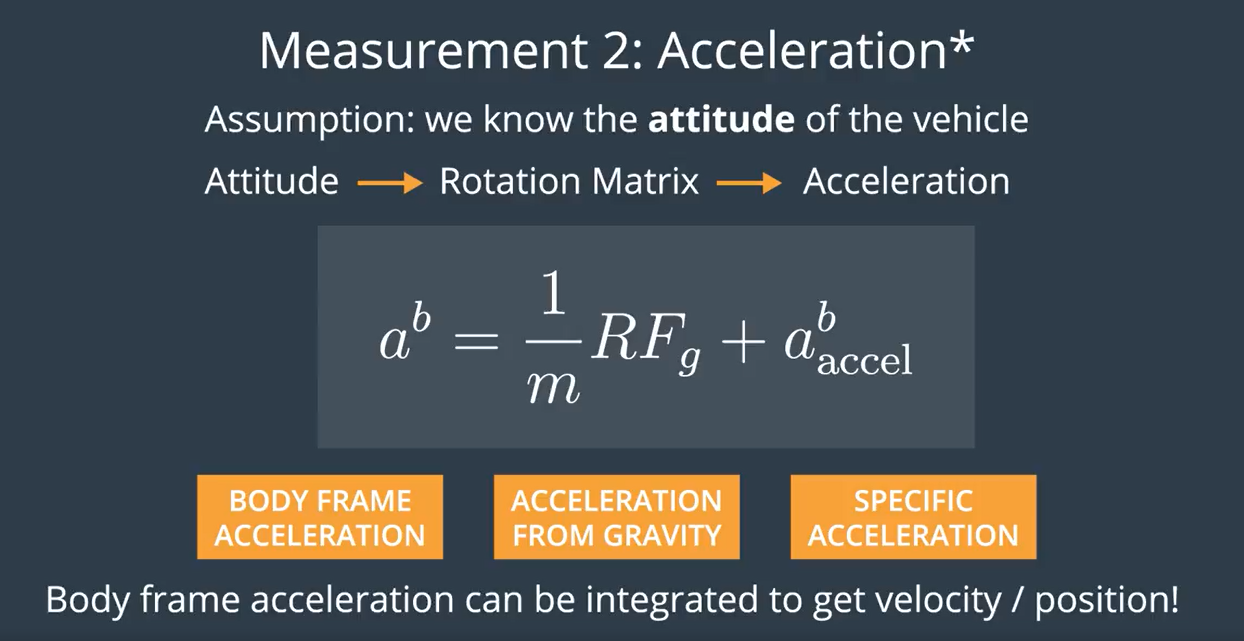 Measurement 2: Acceleration*
Assumption: we know the attitude of the vehicle
Attitude → Rotation Matrix → Acceleration
a^b = \frac{1}{m} R F_g + a^b_{\text{accel}}
BODY FRAME
ACCELERATION
ACCELERATION
FROM GRAVITY
SPECIFIC
ACCELERATION
Body frame acceleration can be integrated to get velocity / position!